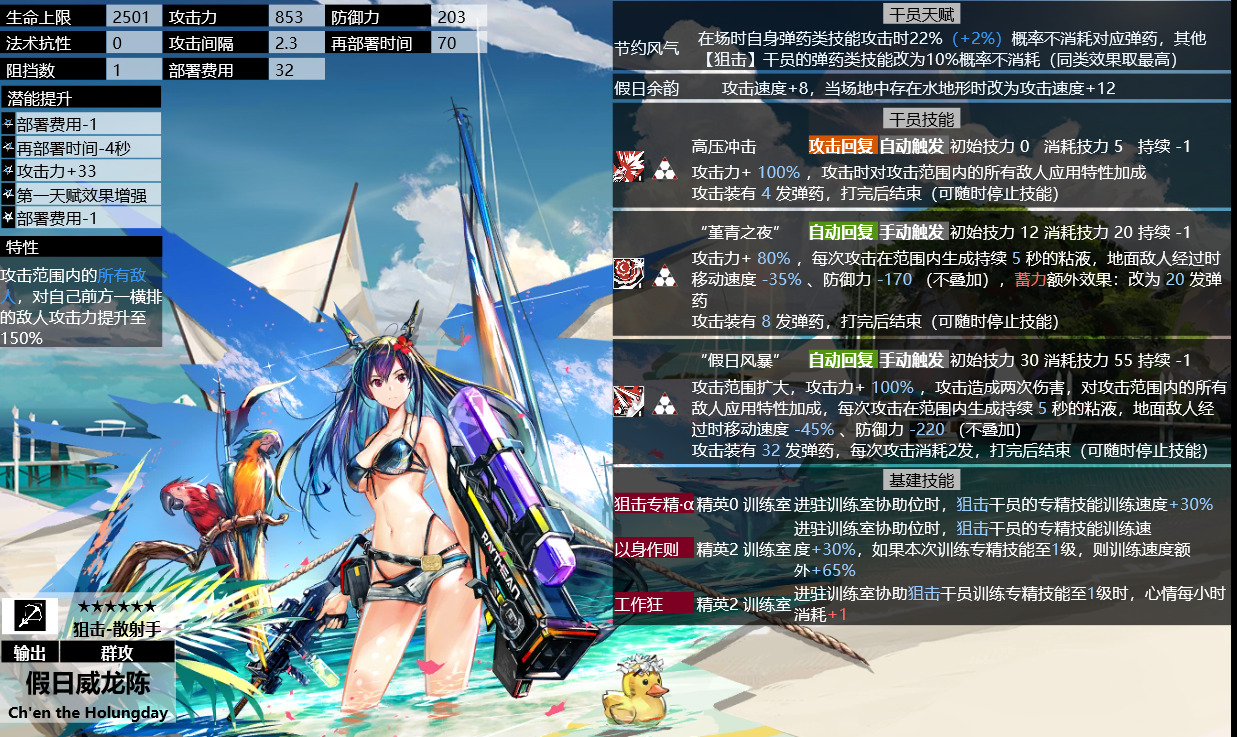 生命上限 2501 攻击力 853 防御力 203
法术抗性 0 攻击间隔 2.3 再部署时间 70
阻挡数 1 部署费用 32
潜能提升
部署费用-1
再部署时间-4秒
攻击力+33
第一天赋效果增强
部署费用-1
特性
攻击范围内的所有敌
人，对自己前方一横排
的敌人攻击力提升至
150%
RAYTHEAN
★★★★★★
狙击-散射手
输出 群攻
假日威龙陈
Ch'en the Holungday
干员天赋
节约风气 在场时自身弹药类技能攻击时22%（+2%）概率不消耗对应弹药，其他
【狙击】干员的弹药类技能改为10%概率不消耗（同类效果取最高）
假日余韵 攻击速度+8，当场地中存在水地形时改为攻击速度+12
干员技能
高压冲击 攻击回复 自动触发 初始技力 0 消耗技力 5 持续 -1
攻击力+ 100% ，攻击时对攻击范围内的所有敌人应用特性加成
攻击装有 4 发弹药，打完后结束（可随时停止技能）
“堇青之夜” 自动回复 手动触发 初始技力 12 消耗技力 20 持续 -1
攻击力+ 80% ，每次攻击在范围内生成持续 5 秒的粘液，地面敌人经过时
移动速度 -35% 、防御力 -170 （不叠加），蓄力额外效果：改为 20 发弹
药
攻击装有 8 发弹药，打完后结束（可随时停止技能）
“假日风暴” 自动回复 手动触发 初始技力 30 消耗技力 55 持续 -1
攻击范围扩大，攻击力+ 100% ，攻击造成两次伤害，对攻击范围内的所有
敌人应用特性加成，每次攻击在范围内生成持续 5 秒的粘液，地面敌人经
过时移动速度 -45% 、防御力 -220 （不叠加）
攻击装有 32 发弹药，每次攻击消耗2发，打完后结束（可随时停止技能）
基建技能
狙击专精·α 精英0 训练室 进驻训练室协助位时，狙击干员的专精技能训练速度+30%
进驻训练室协助位时，狙击干员的专精技能训练速
以身作则 精英2 训练室 度+30%，如果本次训练专精技能至1级，则训练速度额
外+65%
工作狂 精英2 训练室 进驻训练室协助狙击干员训练专精技能至1级时，心情每小时
消耗+1